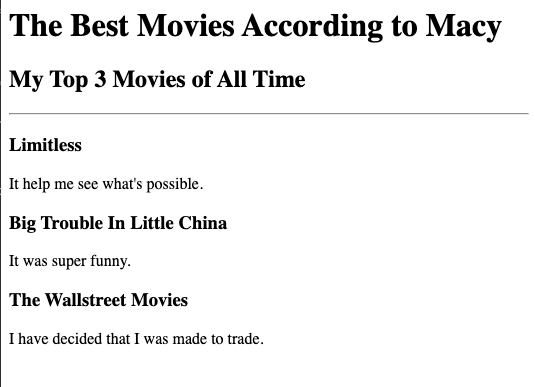 The Best Movies According to Macy
My Top 3 Movies of All Time
Limitless
It help me see what's possible.
Big Trouble In Little China
It was super funny.
The Wallstreet Movies
I have decided that I was made to trade.